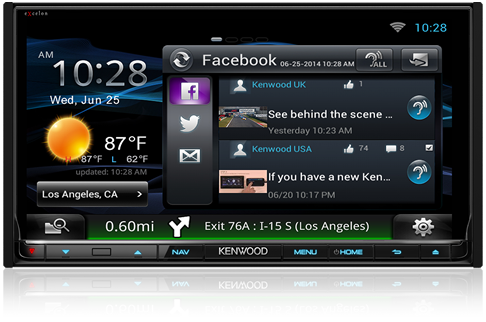 eXcelon
10:28
AM
10:28
Wed, Jun 25
87°F
87°F L 62°F
updated: 10:28 AM
Los Angeles, CA
Facebook 06-25-2014 10:28 AM
ALL
Kenwood UK 1
See behind the scene ...
Yesterday 10:23 AM
Kenwood USA 74 8
If you have a new Ken...
06/20 10:17 PM
0.60mi Exit 76A : I-15 S (Los Angeles)
NAV KENWOOD MENU HOME